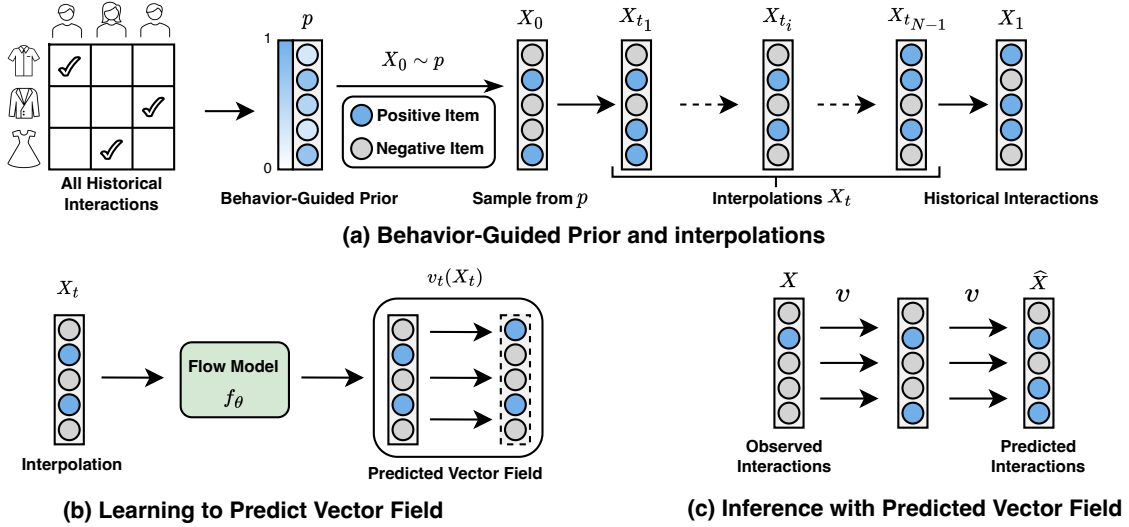 p
X_0
X_{t_1}
X_{t_i}
X_{t_{N-1}}
X_1
1
0
X_0 ∼ p
Positive Item
Negative Item
All Historical
Interactions
Behavior-Guided Prior
Sample from p
Interpolations X_t
Historical Interactions
(a) Behavior-Guided Prior and interpolations
X_t
v_t(X_t)
Flow Model
f_θ
Interpolation
Predicted Vector Field
(b) Learning to Predict Vector Field
X
v
v
X̂
Observed
Interactions
Predicted
Interactions
(c) Inference with Predicted Vector Field